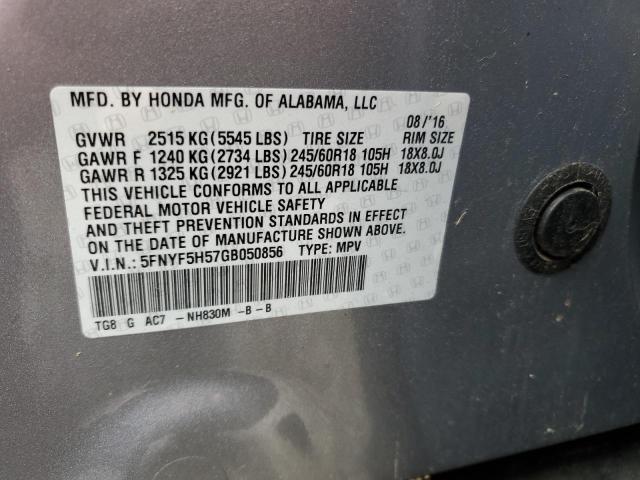 MFD. BY HONDA MFG. OF ALABAMA, LLC
08/'16
GVWR 2515 KG(5545 LBS) TIRE SIZE RIM SIZE
GAWR F 1240 KG(2734 LBS)245/60R18 105H 18X8.0J
GAWR R 1325 KG(2921 LBS)245/60R18 105H 18X8.0J
THIS VEHICLE CONFORMS TO ALL APPLICABLE
FEDERAL MOTOR VEHICLE SAFETY
AND THEFT PREVENTION STANDARDS IN EFFECT
ON THE DATE OF MANUFACTURE SHOWN ABOVE.
V.I.N.: 5FNYF5H57GB050856 TYPE: MPV
TG8 G AC7 -NH830M -B-B